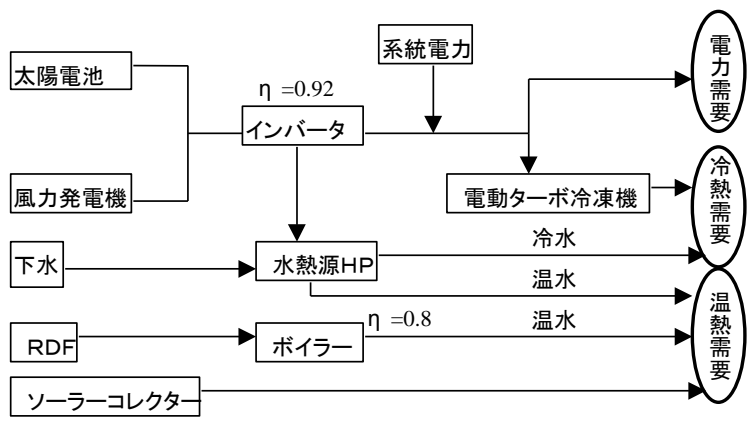 系統電力
電力需要
太陽電池
η =0.92
インバータ
冷熱需要
風力発電機
電動ターボ冷凍機
冷水
下水
水熱源HP
温水
温熱需要
η =0.8
温水
RDF
ボイラー
ソーラーコレクター